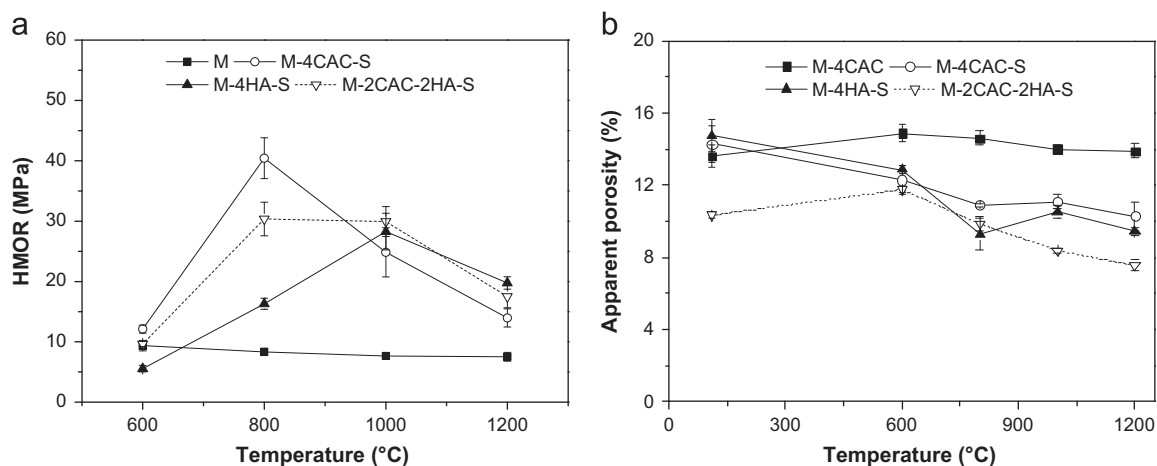 a
60
50
40
30
20
10
0
HMOR (MPa)
M M-4CAC-S
M-4HA-S M-2CAC-2HA-S
600 800 1000 1200
Temperature (°C)
b
20
16
12
8
4
0
Apparent porosity (%)
M-4CAC M-4CAC-S
M-4HA-S M-2CAC-2HA-S
0 300 600 900 1200
Temperature (°C)